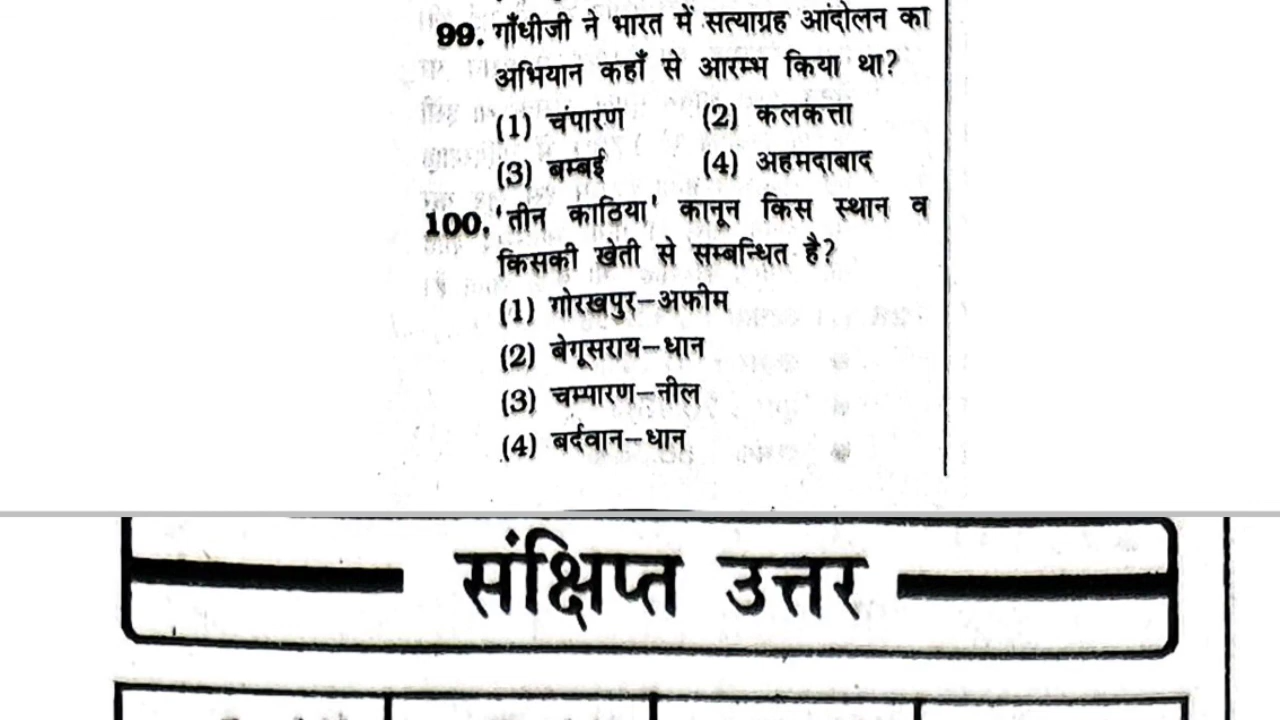 99. गाँधीजी ने भारत में सत्याग्रह आंदोलन का
अभियान कहाँ से आरम्भ किया था?
(1) चंपारण (2) कलकत्ता
(3) बम्बई (4) अहमदाबाद
100. 'तीन काठिया' कानून किस स्थान व
किसकी खेती से सम्बन्धित है?
(1) गोरखपुर–अफीम
(2) बेगूसराय–धान
(3) चम्पारण–नील
(4) बर्दवान–धान
संक्षिप्त उत्तर